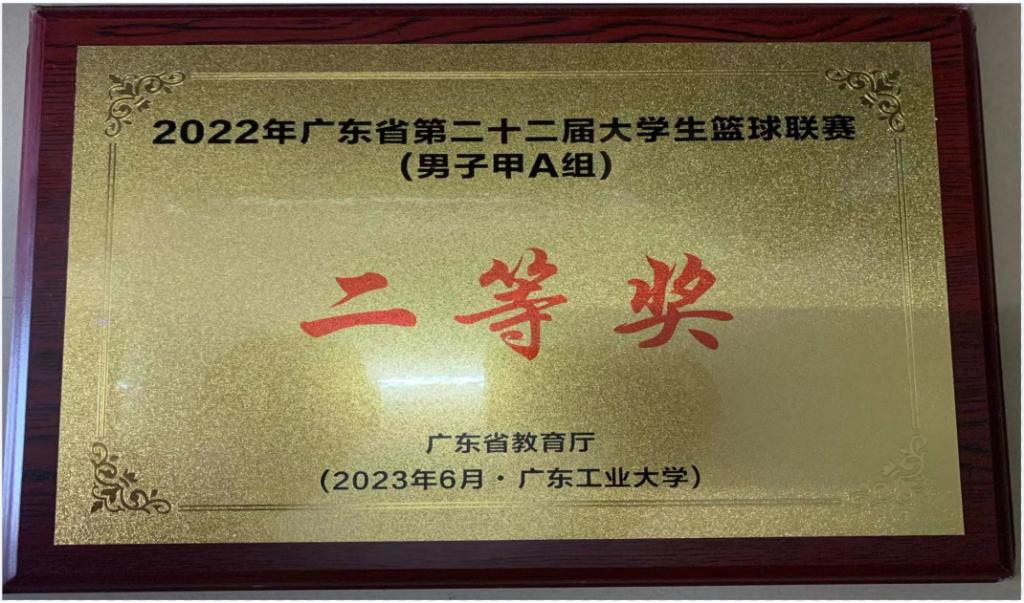 2022年广东省第二十二届大学生篮球联赛
（男子甲A组）
二等奖
广东省教育厅
（2023年6月·广东工业大学）